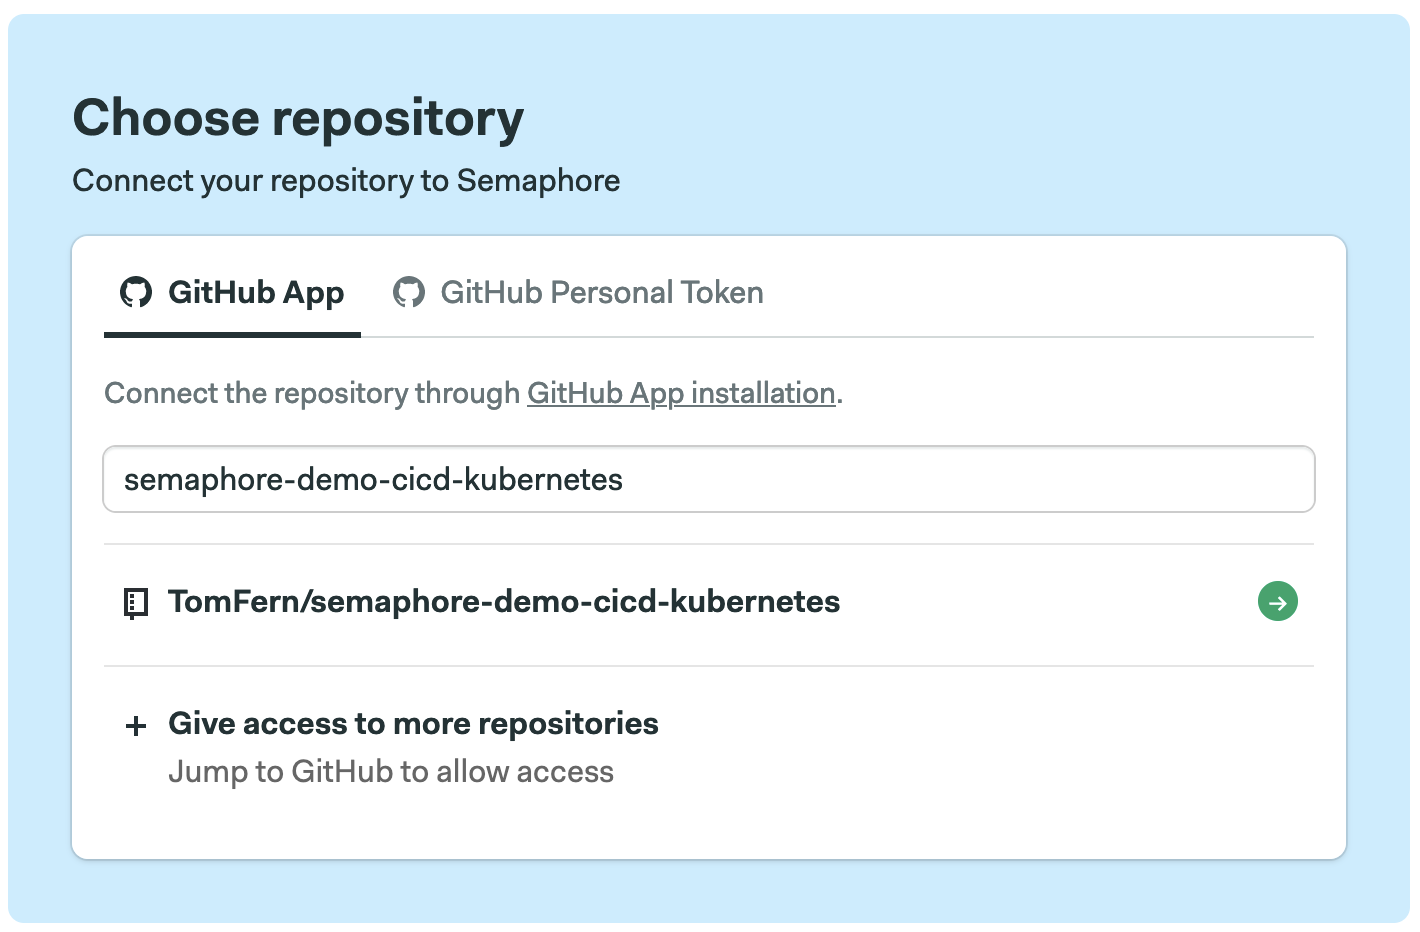 Choose repository
Connect your repository to Semaphore
GitHub App GitHub Personal Token
Connect the repository through GitHub App installation.
semaphore-demo-cicd-kubernetes
TomFern/semaphore-demo-cicd-kubernetes
Give access to more repositories
Jump to GitHub to allow access